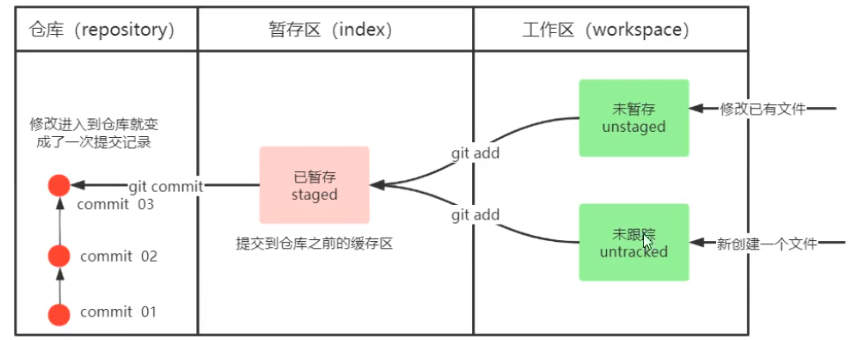 仓库（repository）
暂存区（index）
工作区（workspace）
未暂存
unstaged
修改已有文件
修改进入到仓库就变
成了一次提交记录
git add
已暂存
staged
git commit
commit 03
git add
提交到仓库之前的缓存区
未跟踪
untracked
新创建一个文件
commit 02
commit 01